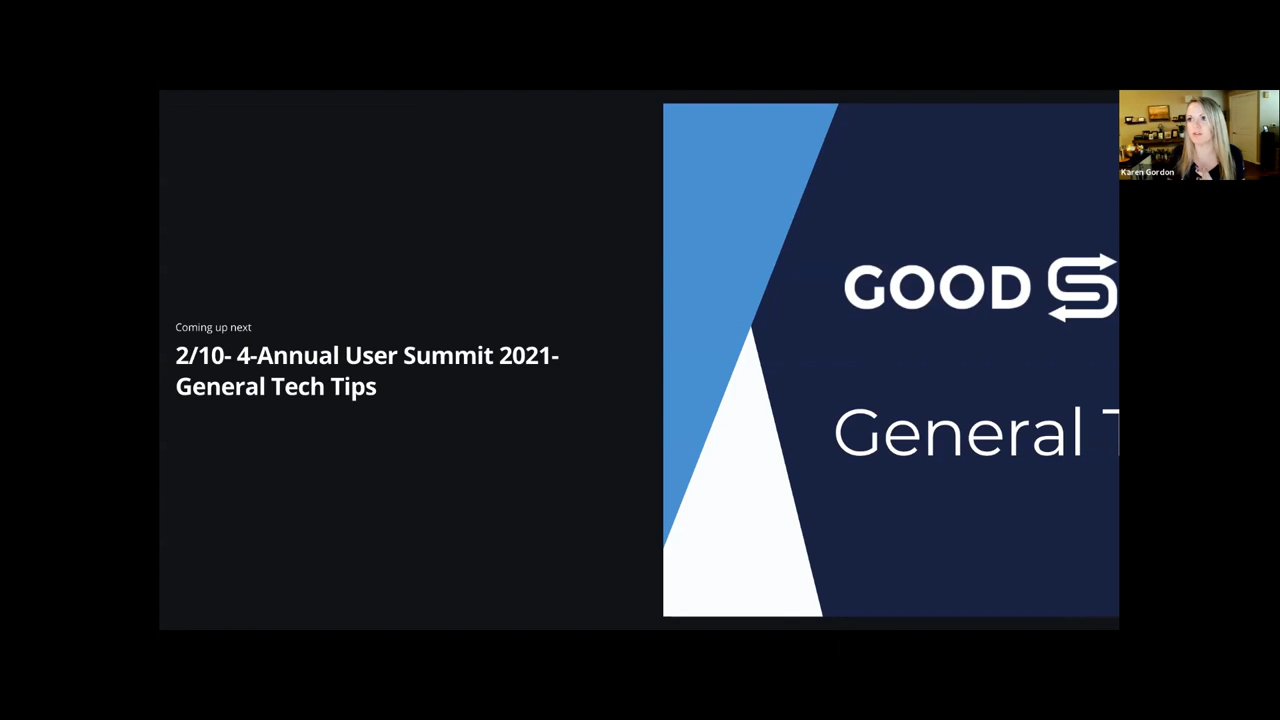 Coming up next
2/10- 4-Annual User Summit 2021-
General Tech Tips
GOOD
General
Karen Gordon